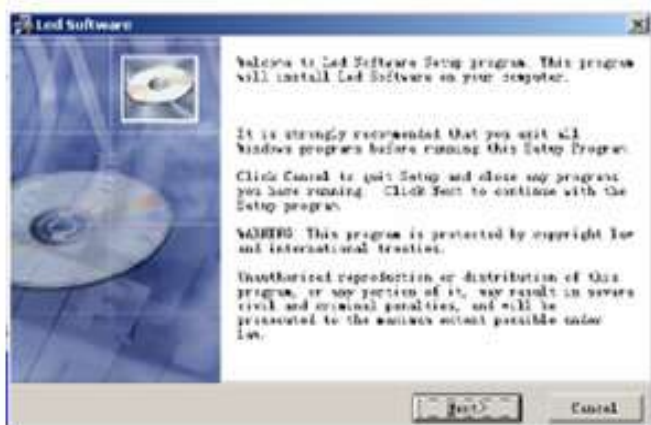 Led Software
Welcome to Led Software Setup program. This program
will install Led Software on your computer.
It is strongly recommended that you exit all
Windows programs before running this Setup Program.
Click Cancel to quit Setup and close any programs
you have running. Click Next to continue with the
Setup program.
WARNING: This program is protected by copyright law
and international treaties.
Unauthorized reproduction or distribution of this
program, or any portion of it, may result in severe
civil and criminal penalties, and will be
prosecuted to the maximum extent possible under
law.
Next>
Cancel